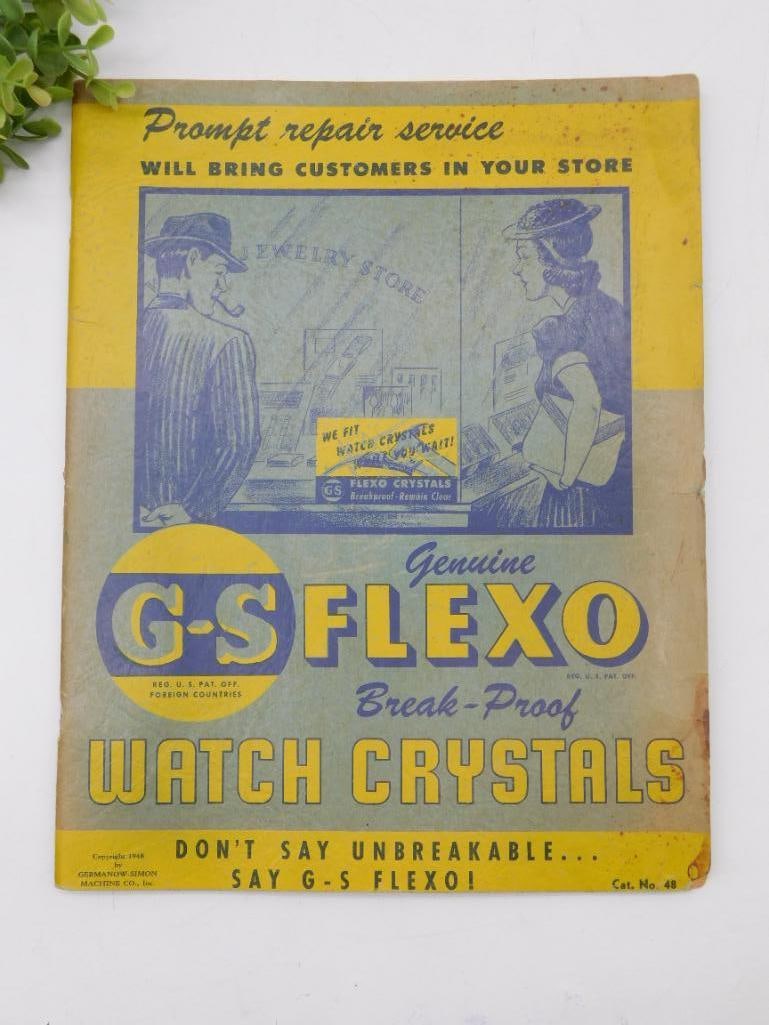 Prompt repair service
WILL BRING CUSTOMERS IN YOUR STORE
JEWELRY STORE
WE FIT
WATCH CRYSTALS
WHILE YOU WAIT!
GS FLEXO CRYSTALS
Breakproof - Remain Clear
Genuine
G-S FLEXO
REG. U. S. PAT. OFF.
FOREIGN COUNTRIES
REG. U. S. PAT. OFF.
Break-Proof
WATCH CRYSTALS
DON'T SAY UNBREAKABLE...
SAY G-S FLEXO!
Copyright 1948
by
GERMANOW-SIMON
MACHINE CO., Inc.
Cat. No. 48